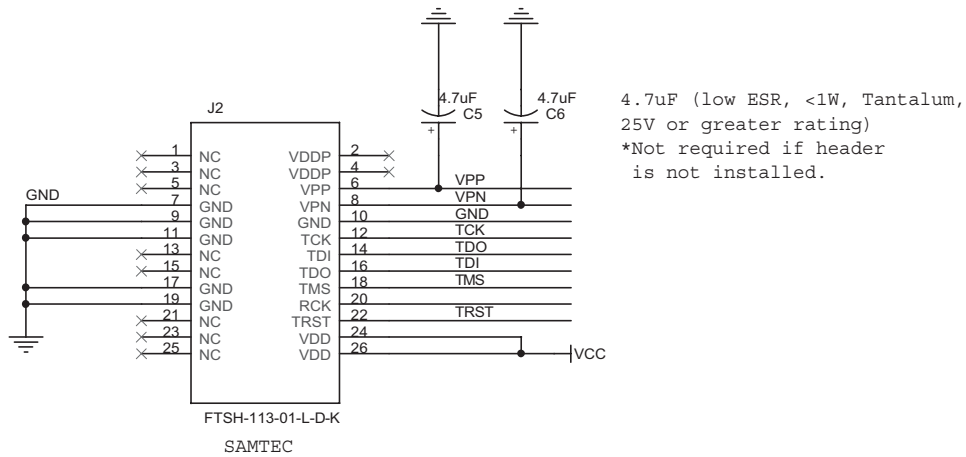 4.7uF
C5
4.7uF
C6
4.7uF (low ESR, <1W, Tantalum,
25V or greater rating)
*Not required if header
is not installed.
J2
+
+
1 NC VDDP 2
3 NC VDDP 4
5 NC VPP 6 VPP
GND 7 GND VPN 8 VPN
9 GND GND 10 GND
11 GND TCK 12 TCK
13 NC TDI 14 TDO
15 NC TDO 16 TDI
17 GND TMS 18 TMS
19 GND RCK 20
21 NC TRST 22 TRST
23 NC VDD 24
25 NC VDD 26 VCC
FTSH-113-01-L-D-K
SAMTEC